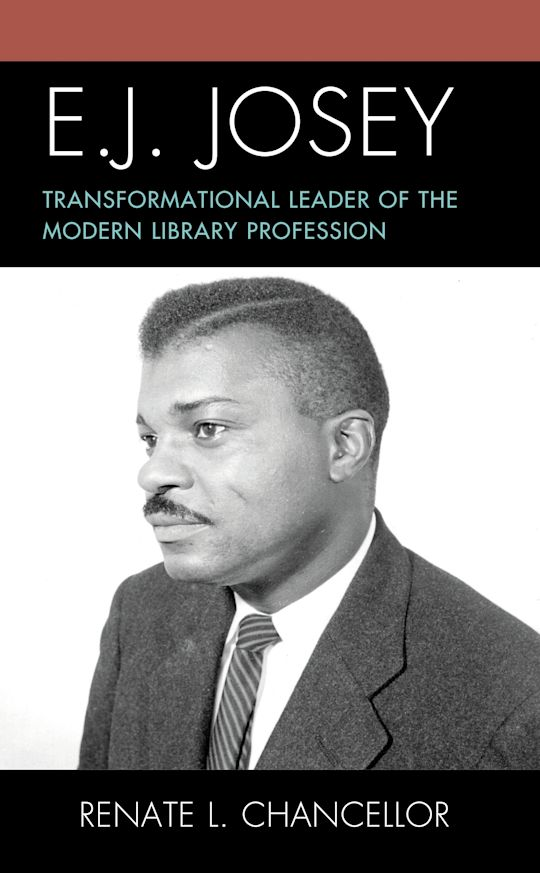 E.J. JOSEY
TRANSFORMATIONAL LEADER OF THE
MODERN LIBRARY PROFESSION
RENATE L. CHANCELLOR